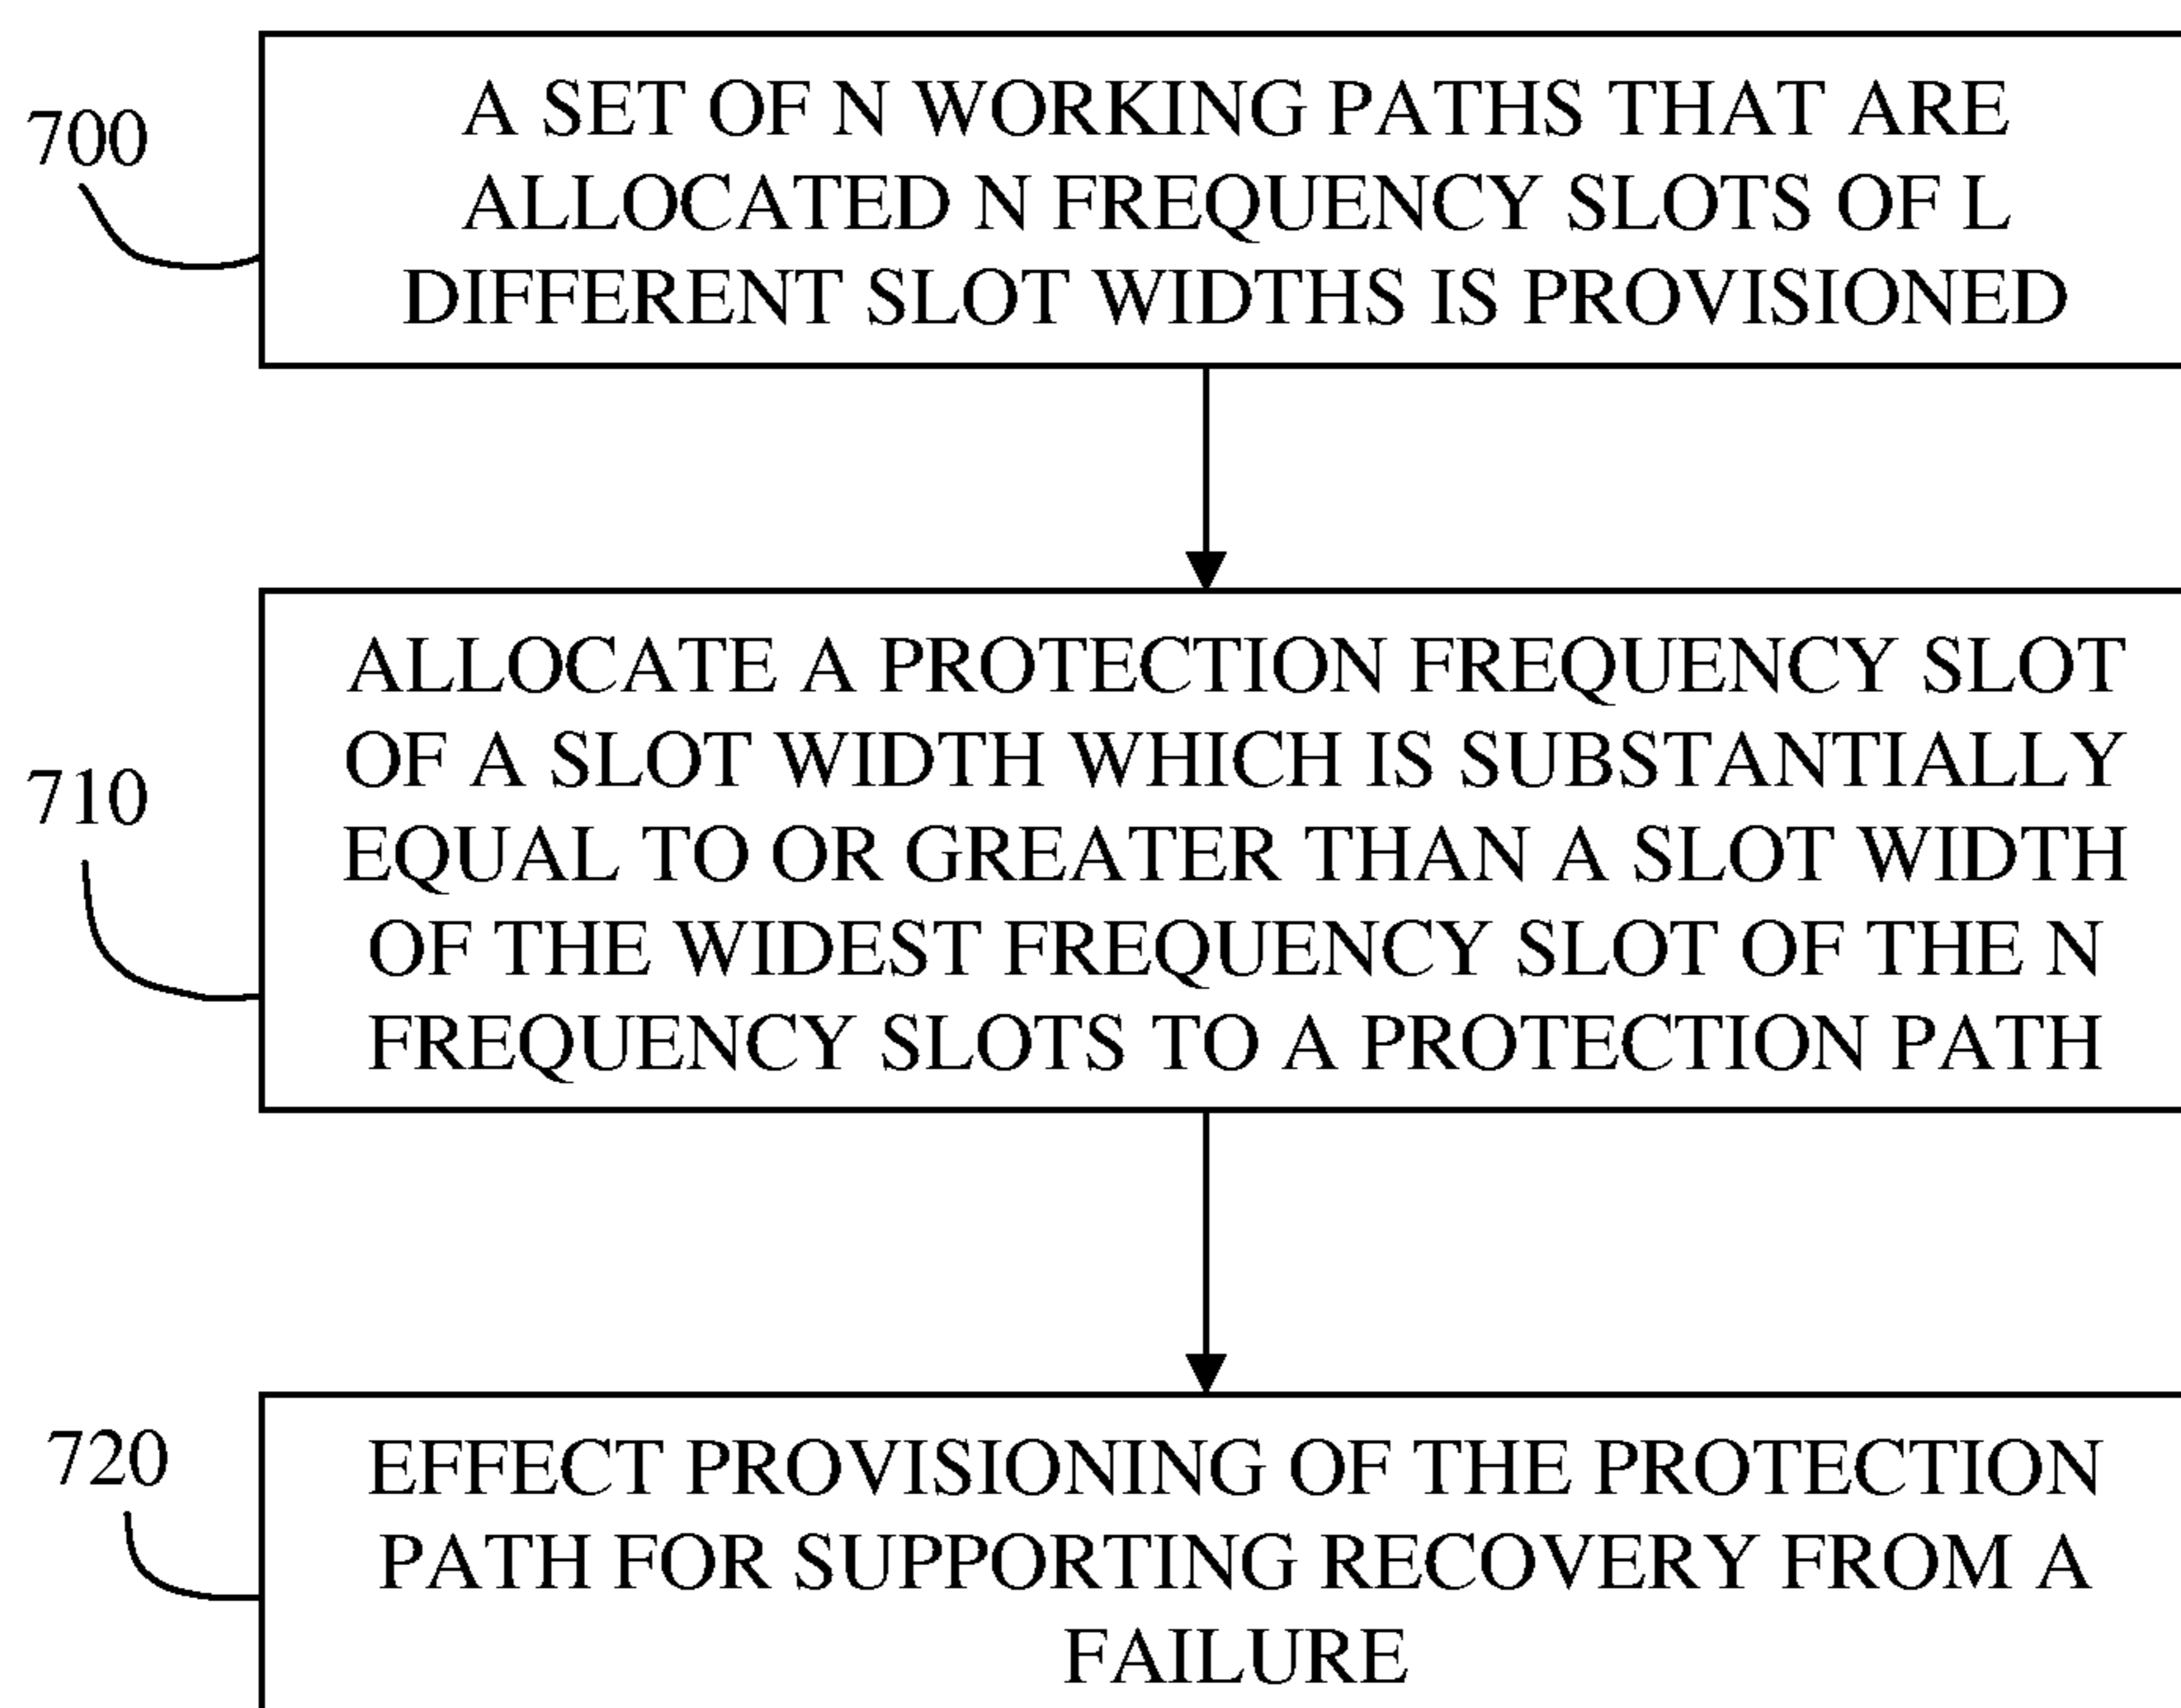 700
A SET OF N WORKING PATHS THAT ARE
ALLOCATED N FREQUENCY SLOTS OF L
DIFFERENT SLOT WIDTHS IS PROVISIONED
710
ALLOCATE A PROTECTION FREQUENCY SLOT
OF A SLOT WIDTH WHICH IS SUBSTANTIALLY
EQUAL TO OR GREATER THAN A SLOT WIDTH
OF THE WIDEST FREQUENCY SLOT OF THE N
FREQUENCY SLOTS TO A PROTECTION PATH
720
EFFECT PROVISIONING OF THE PROTECTION
PATH FOR SUPPORTING RECOVERY FROM A
FAILURE